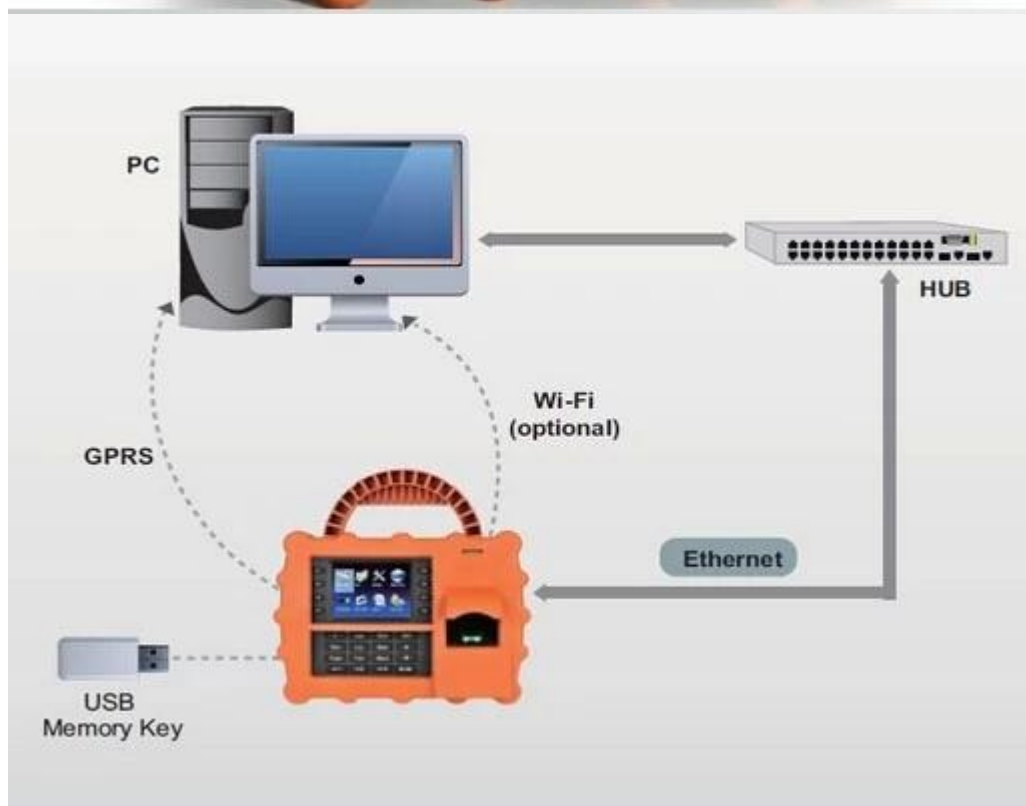 PC
HUB
Wi-Fi
(optional)
GPRS
Ethernet
USB
Memory Key